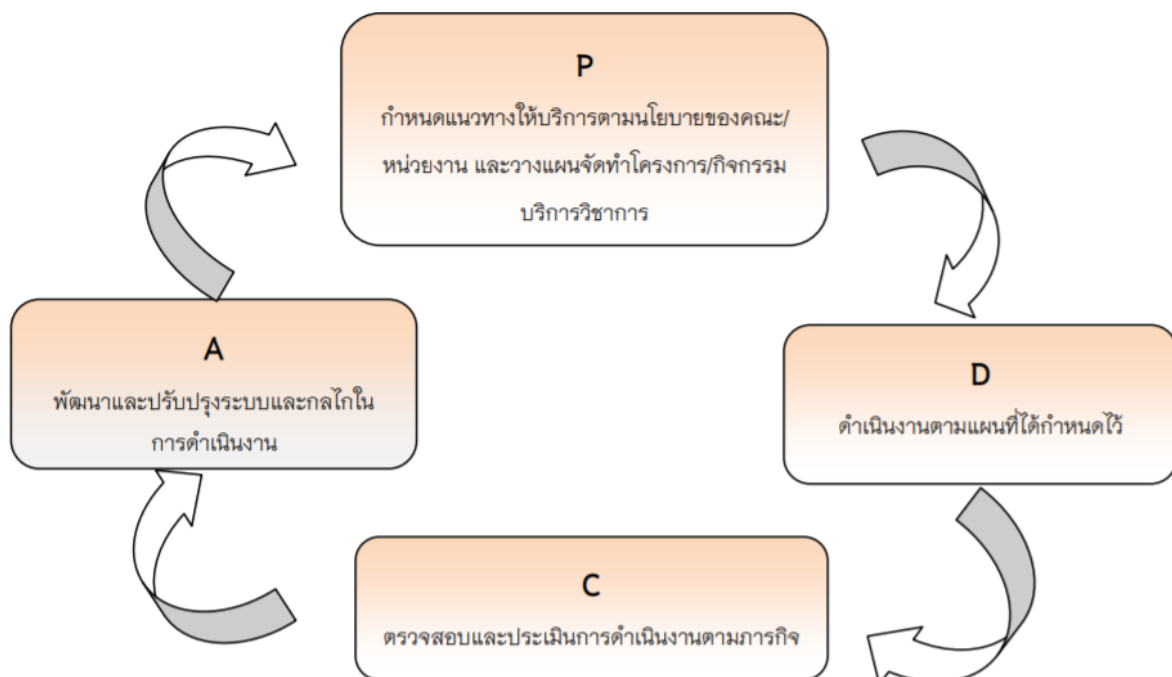 P
กำหนดแนวทางให้บริการตามนโยบายของคณะ/
หน่วยงาน และวางแผนจัดทำโครงการ/กิจกรรม
บริการวิชาการ
A
พัฒนาและปรับปรุงระบบและกลไกใน
การดำเนินงาน
D
ดำเนินงานตามแผนที่ได้กำหนดไว้
C
ตรวจสอบและประเมินการดำเนินงานตามภารกิจ